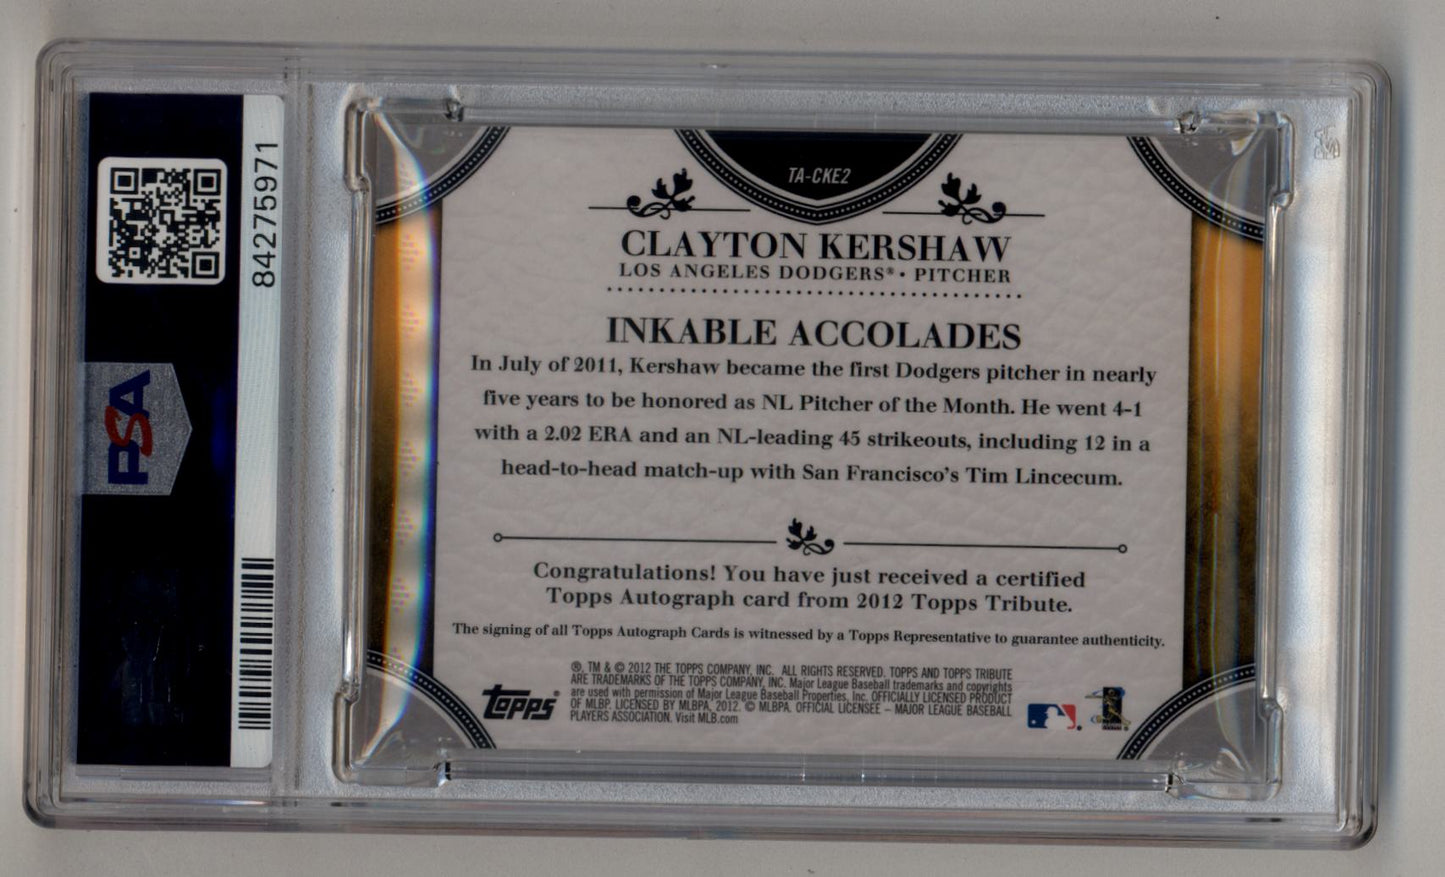 84275971
PSA
TA-CKE2
CLAYTON KERSHAW
LOS ANGELES DODGERS® • PITCHER
INKABLE ACCOLADES
In July of 2011, Kershaw became the first Dodgers pitcher in nearly
five years to be honored as NL Pitcher of the Month. He went 4-1
with a 2.02 ERA and an NL-leading 45 strikeouts, including 12 in a
head-to-head match-up with San Francisco's Tim Lincecum.
Congratulations! You have just received a certified
Topps Autograph card from 2012 Topps Tribute.
The signing of all Topps Autograph Cards is witnessed by a Topps Representative to guarantee authenticity.
®, TM & © 2012 THE TOPPS COMPANY, INC. ALL RIGHTS RESERVED. TOPPS AND TOPPS TRIBUTE
ARE TRADEMARKS OF THE TOPPS COMPANY, INC. Major League Baseball trademarks and copyrights
are used with permission of Major League Baseball Properties, Inc. OFFICIALLY LICENSED PRODUCT
OF MLBP. LICENSED BY MLBPA, 2012. © MLBPA. OFFICIAL LICENSEE – MAJOR LEAGUE BASEBALL
PLAYERS ASSOCIATION. Visit MLB.com
Topps®